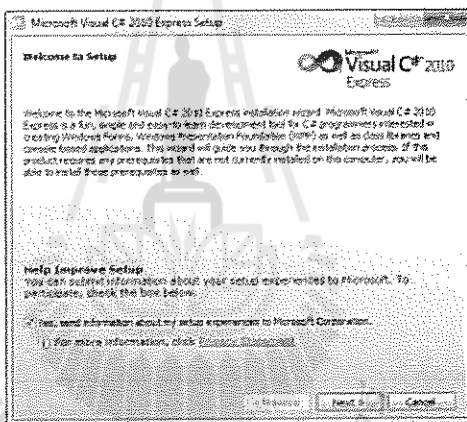 Microsoft Visual C# 2010 Express Setup
Welcome to Setup
Microsoft
Visual C# 2010
Express
Welcome to the Microsoft Visual C# 2010 Express installation wizard. Microsoft Visual C# 2010
Express is a fun, simple and easy-to-learn development tool for C# programmers interested in
creating Windows Forms, Windows Presentation Foundation (WPF) as well as class libraries and
console-based applications. This wizard will guide you through the installation process. If this
product requires any prerequisites that are not currently installed on the computer, you will be
able to install these prerequisites as well.
Help Improve Setup
You can submit information about your setup experiences to Microsoft. To
participate, check the box below.
Yes, send information about my setup experiences to Microsoft Corporation.
For more information, click Privacy Statement
Next >
Cancel